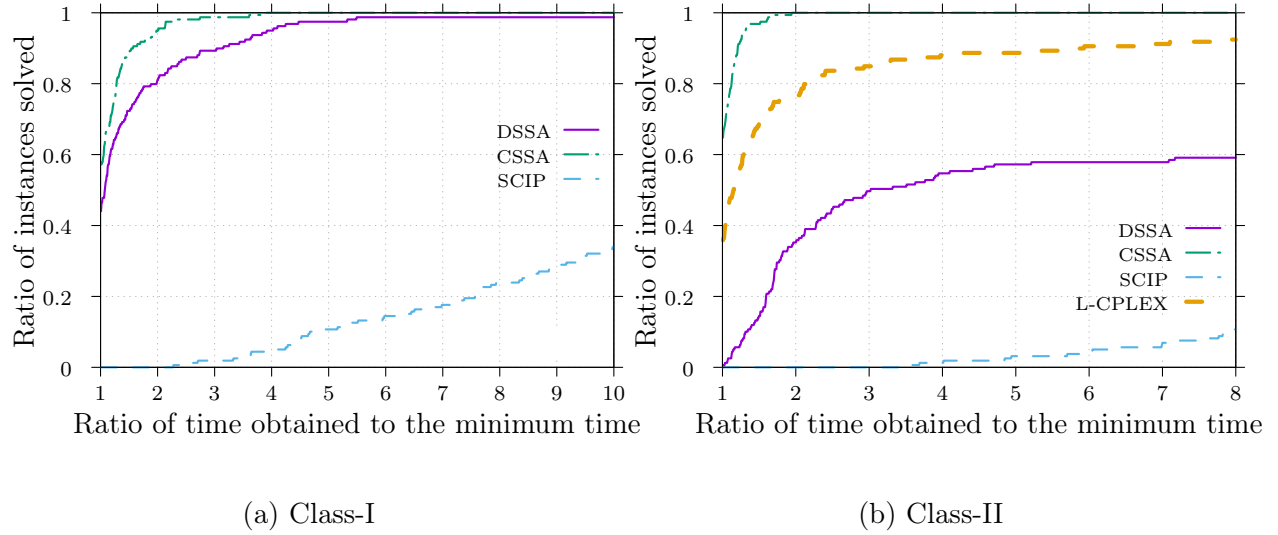 Ratio of instances solved
1
0.8
0.6
0.4
0.2
0
DSSA
CSSA
SCIP
1 2 3 4 5 6 7 8 9 10
Ratio of time obtained to the minimum time
(a) Class-I
Ratio of instances solved
1
0.8
0.6
0.4
0.2
0
DSSA
CSSA
SCIP
L-CPLEX
1 2 3 4 5 6 7 8
Ratio of time obtained to the minimum time
(b) Class-II